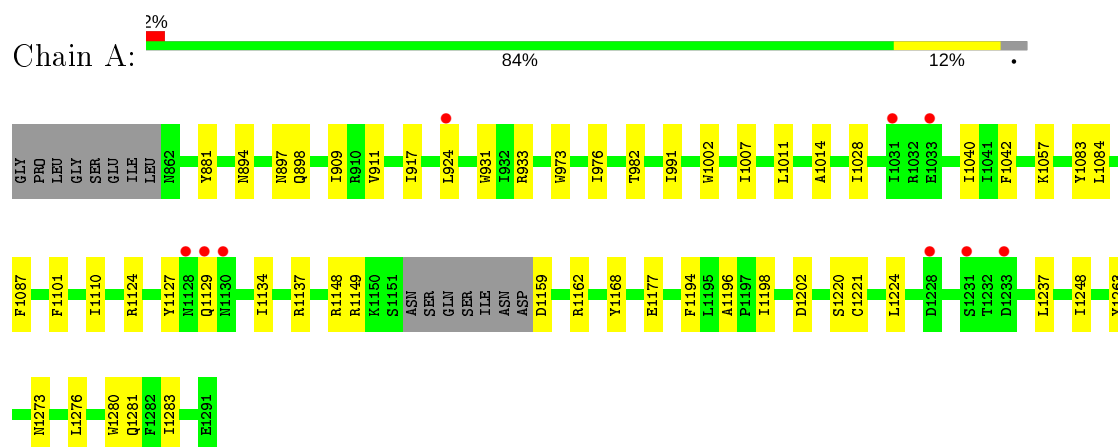 2%
Chain A:
84% 12% •
GLY PRO LEU GLY SER GLU ILE LEU N862 Y881 N894 N897 Q898 I909 R910 V911 I917 L924 W931 I932 R933 W973 I976 T982 I991 W1002 I1007 L1011 A1014 I1028 I1031 R1032 E1033 I1040 I1041 F1042 K1057 Y1083 L1084
F1087 F1101 I1110 R1124 Y1127 N1128 Q1129 N1130 I1134 R1137 R1148 R1149 K1150 S1151 ASN SER GLN SER ILE ASN ASP D1159 R1162 Y1168 E1177 F1194 L1195 A1196 P1197 I1198 D1202 S1220 C1221 L1224 D1228 S1231 T1232 D1233 L1237 I1248 Y1263
N1273 L1276 W1280 Q1281 F1282 I1283 E1291